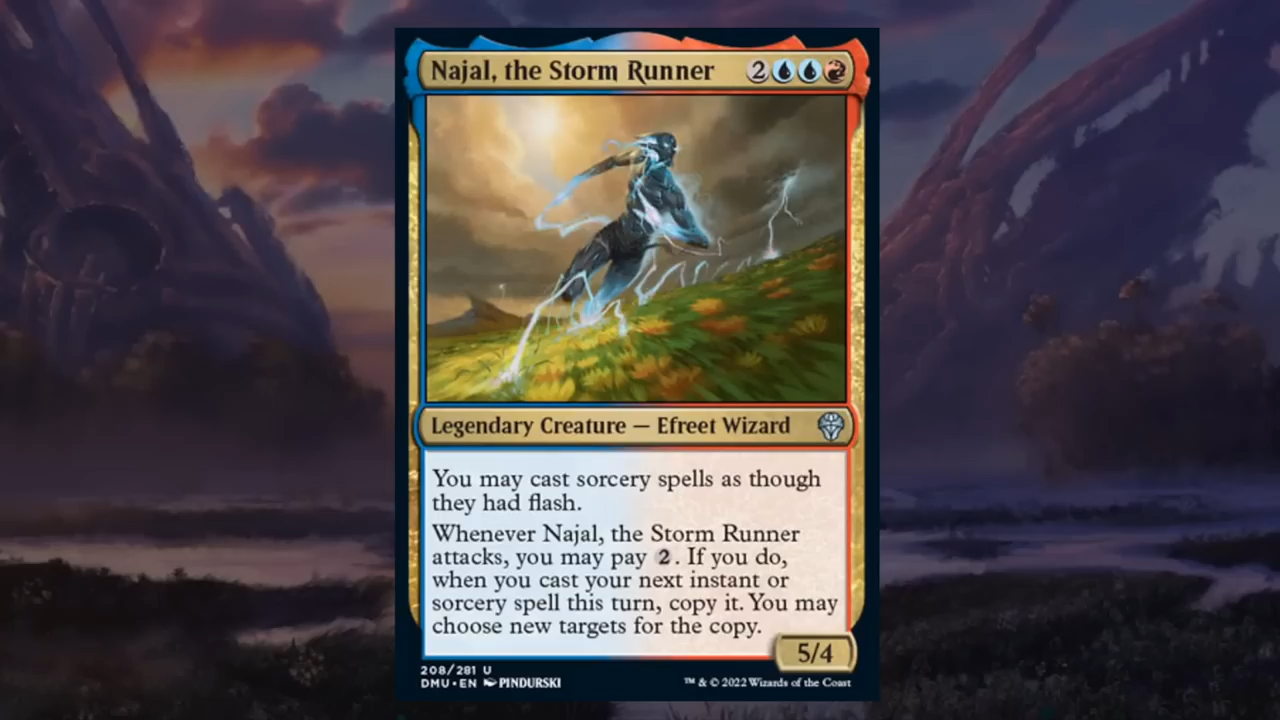 Najal, the Storm Runner 2
Legendary Creature — Efreet Wizard
You may cast sorcery spells as though
they had flash.
Whenever Najal, the Storm Runner
attacks, you may pay 2. If you do,
when you cast your next instant or
sorcery spell this turn, copy it. You may
choose new targets for the copy.
5/4
208/281 U
DMU • EN PINDURSKI
™ & © 2022 Wizards of the Coast